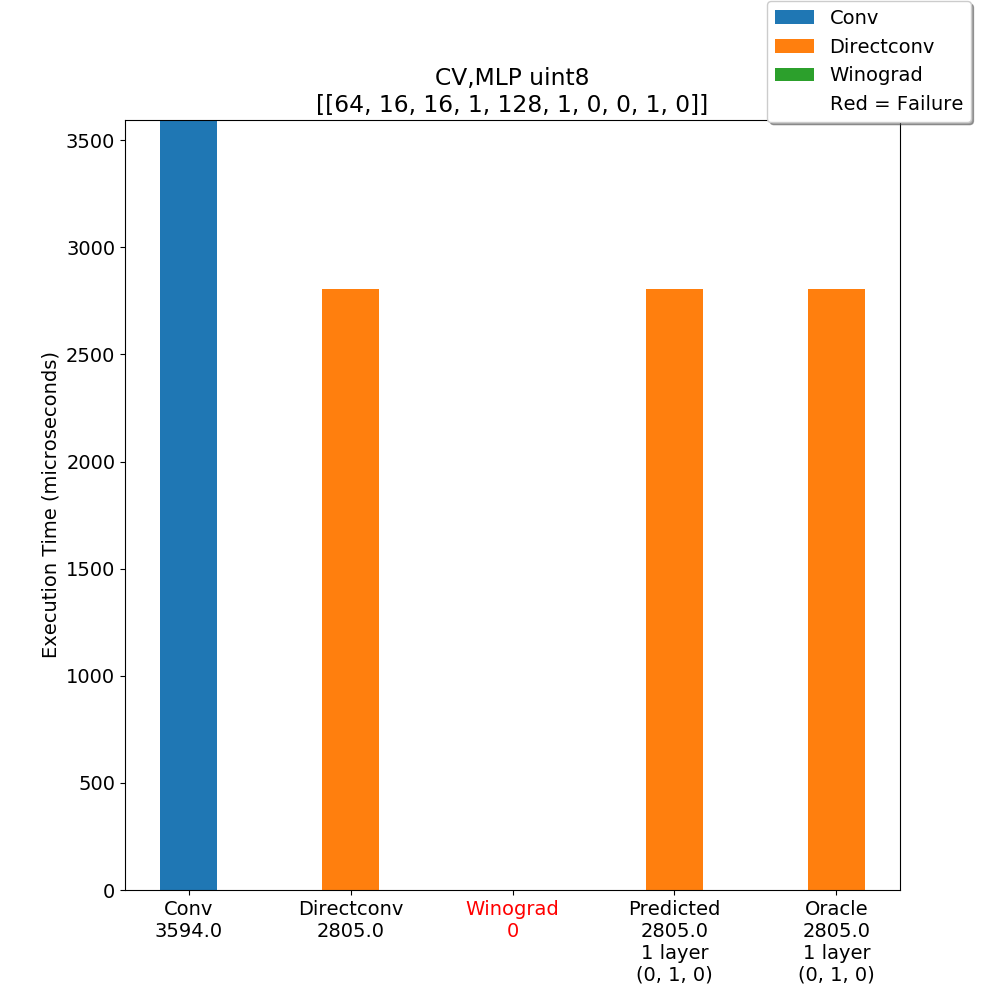 Conv
Directconv
Winograd
Red = Failure
CV,MLP uint8
[[64, 16, 16, 1, 128, 1, 0, 0, 1, 0]]
Execution Time (microseconds)
3500
3000
2500
2000
1500
1000
500
0
Conv
3594.0
Directconv
2805.0
Winograd
0
Predicted
2805.0
1 layer
(0, 1, 0)
Oracle
2805.0
1 layer
(0, 1, 0)